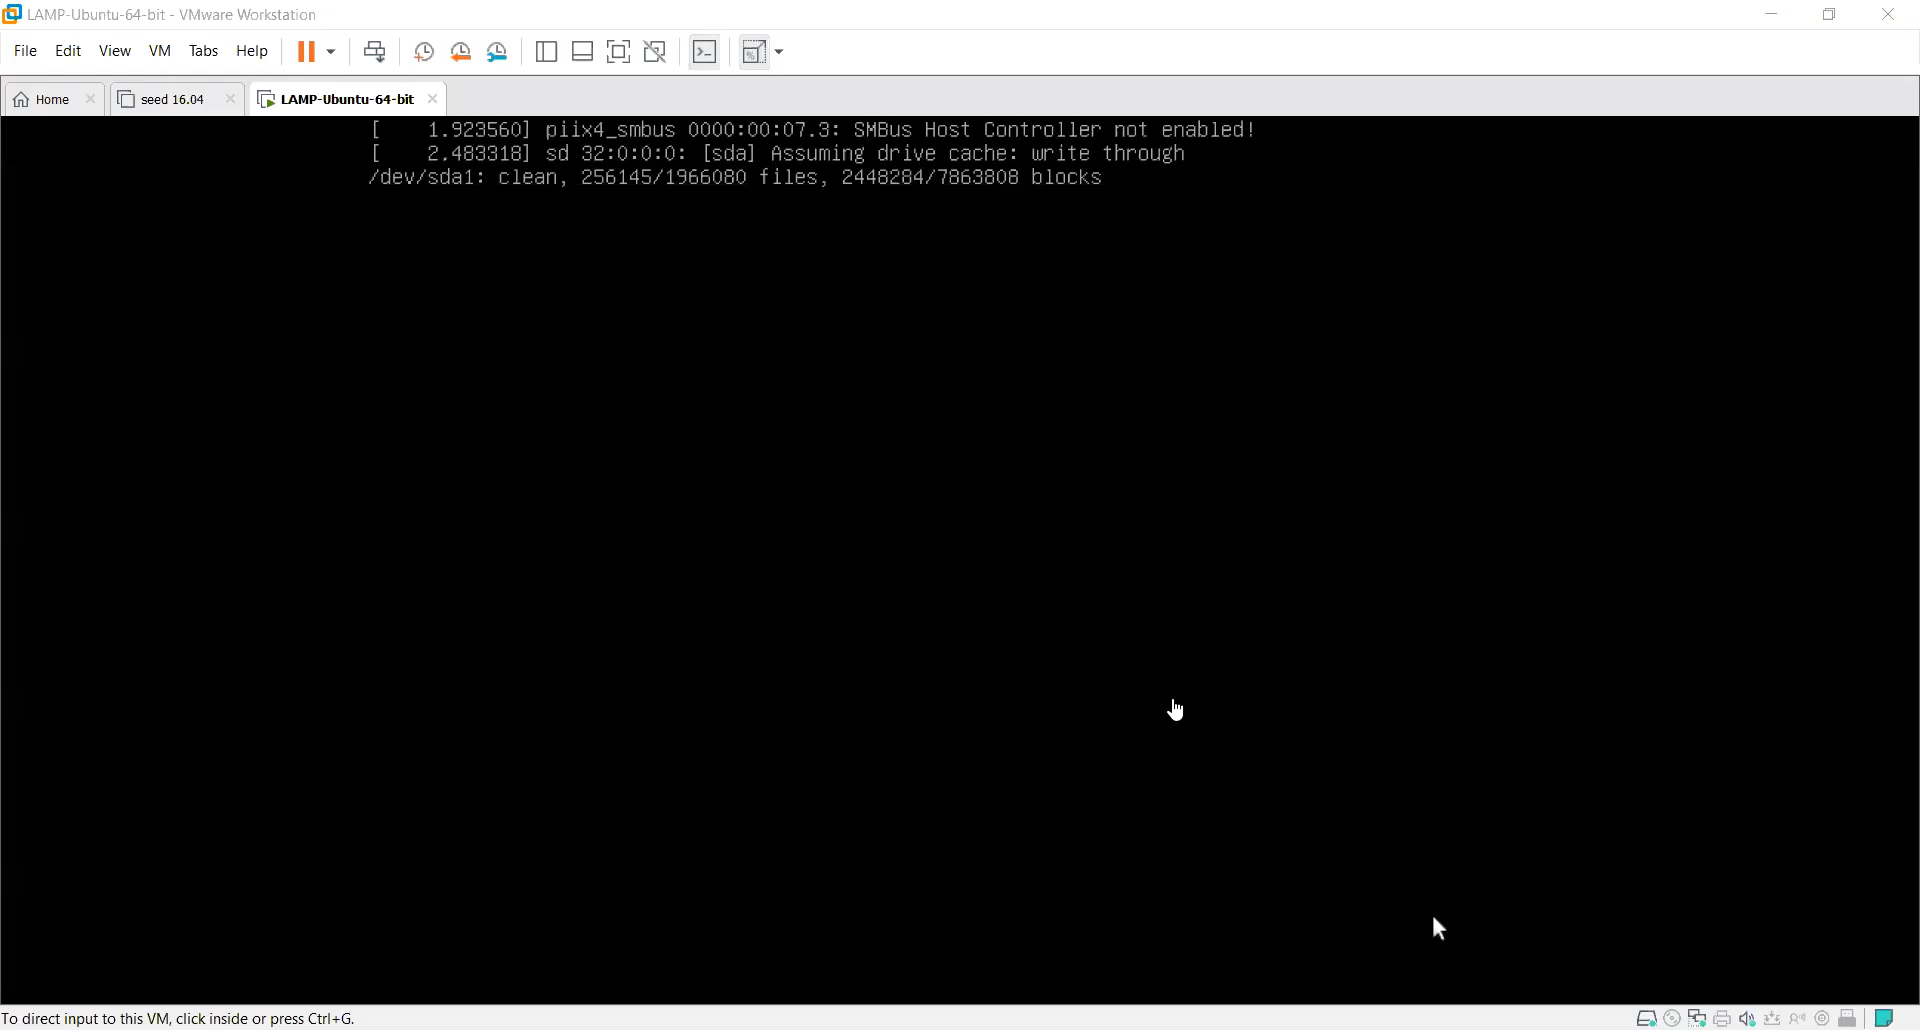 LAMP-Ubuntu-64-bit - VMware Workstation
File Edit View VM Tabs Help
Home seed 16.04 LAMP-Ubuntu-64-bit
[    1.923560] piix4_smbus 0000:00:07.3: SMBus Host Controller not enabled!
[    2.483318] sd 32:0:0:0: [sda] Assuming drive cache: write through
/dev/sda1: clean, 256145/1966080 files, 2448284/7863808 blocks
To direct input to this VM, click inside or press Ctrl+G.